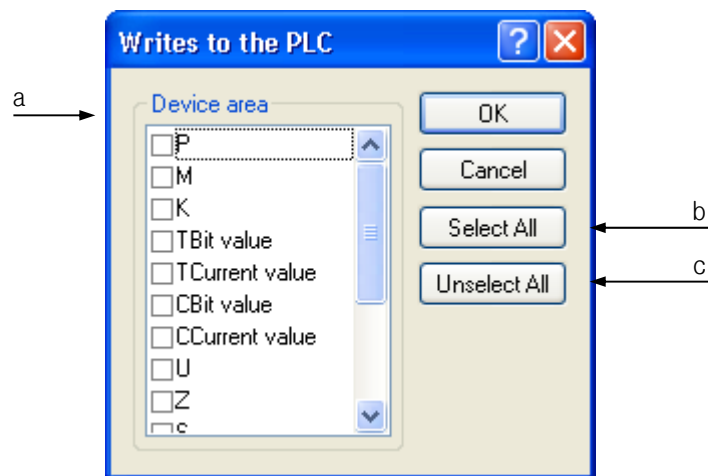 Writes to the PLC
a
Device area
P
M
K
TBit value
TCurrent value
CBit value
CCurrent value
U
Z
S
OK
Cancel
Select All
b
Unselect All
c